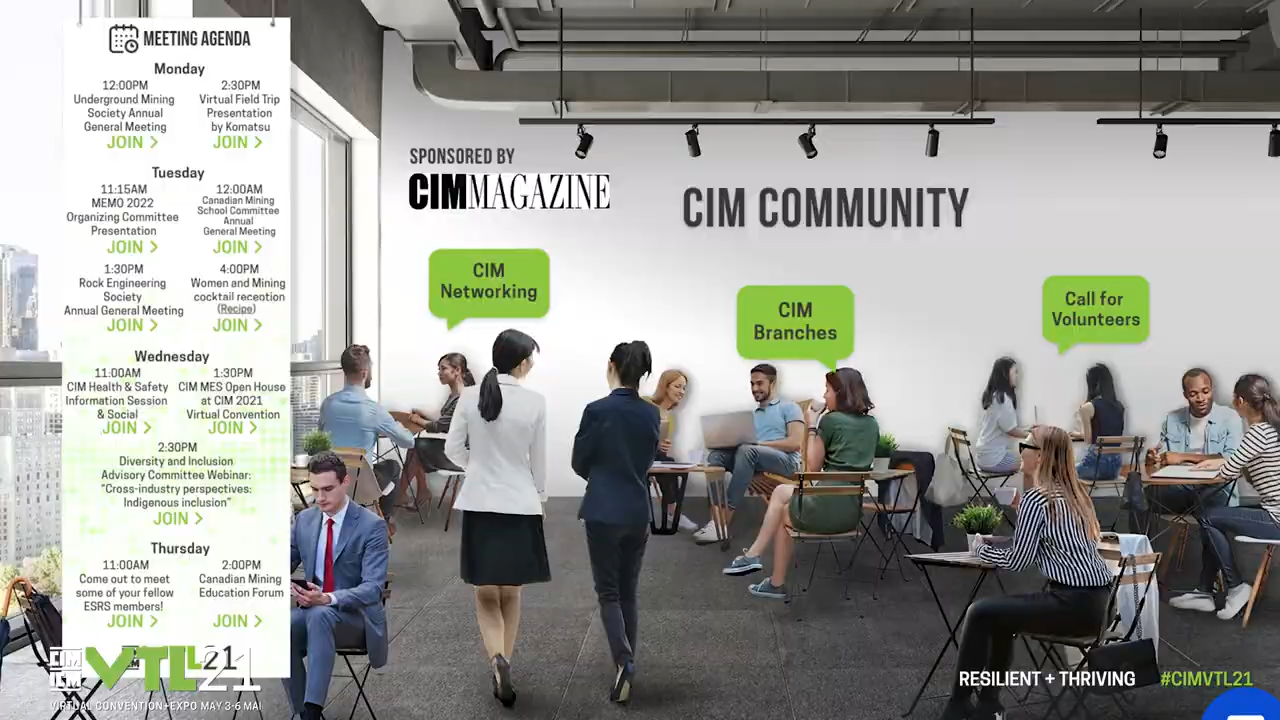 MEETING AGENDA
Monday
12:00PM
Underground Mining
Society Annual
General Meeting
JOIN >
2:30PM
Virtual Field Trip
Presentation
by Komatsu
JOIN >
Tuesday
11:15AM
MEMO 2022
Organizing Committee
Presentation
JOIN >
12:00AM
Canadian Mining
School Committee
Annual
General Meeting
JOIN >
1:30PM
Rock Engineering
Society
Annual General Meeting
JOIN >
4:00PM
Women and Mining
cocktail reception
(Recipe)
JOIN >
Wednesday
11:00AM
CIM Health & Safety
Information Session
& Social
JOIN >
1:30PM
CIM MES Open House
at CIM 2021
Virtual Convention
JOIN >
2:30PM
Diversity and Inclusion
Advisory Committee Webinar:
"Cross-industry perspectives:
Indigenous inclusion"
JOIN >
Thursday
11:00AM
Come out to meet
some of your fellow
ESRS members!
JOIN >
2:00PM
Canadian Mining
Education Forum
JOIN >
CIM
ICM
VTL21
VIRTUAL CONVENTION+EXPO MAY 3-6 MAI
SPONSORED BY
CIM MAGAZINE
CIM COMMUNITY
CIM
Networking
CIM
Branches
Call for
Volunteers
RESILIENT + THRIVING #CIMVTL21